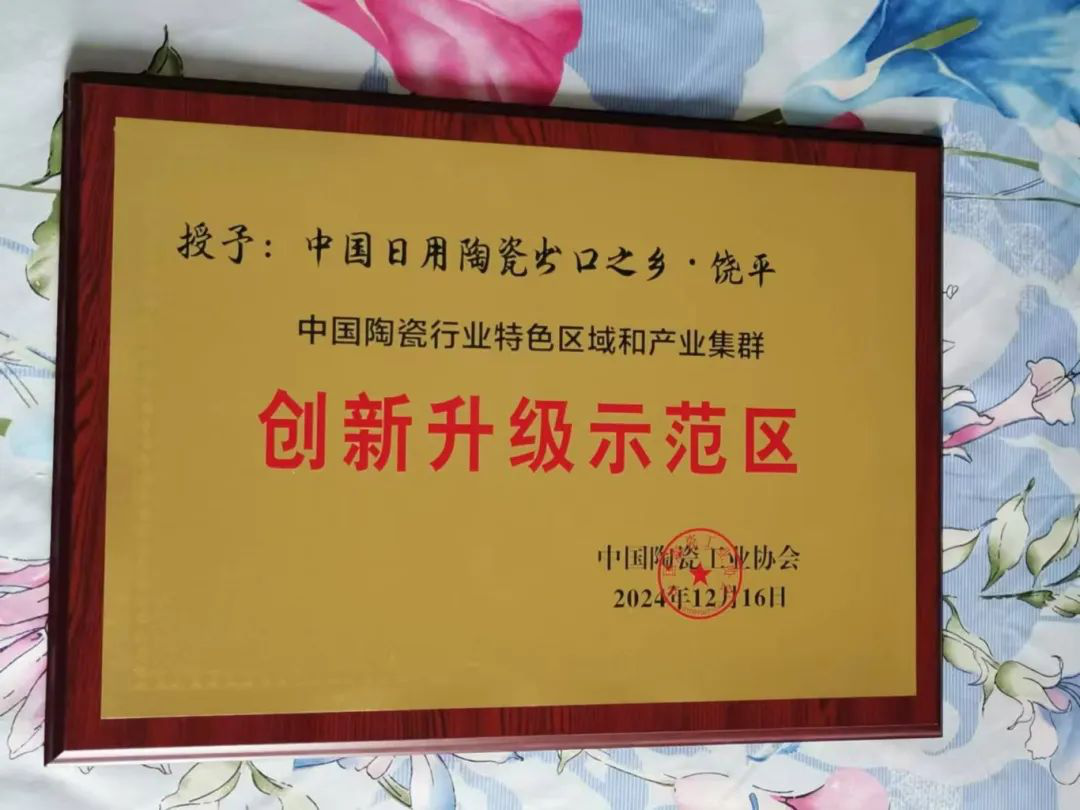 授予：中国日用陶瓷出口之乡·饶平
中国陶瓷行业特色区域和产业集群
创新升级示范区
中国陶瓷工业协会
2024年12月16日